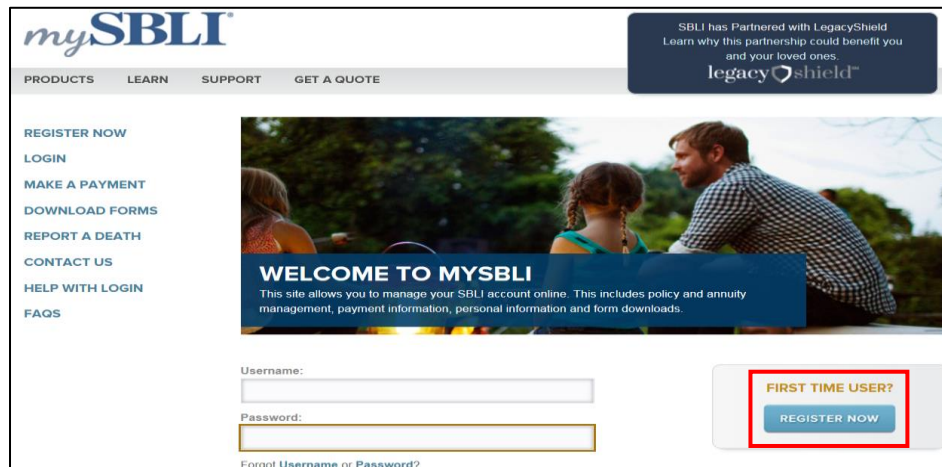 mySBLI®
SBLI has Partnered with LegacyShield
Learn why this partnership could benefit you
and your loved ones.
legacyshield℠
PRODUCTS LEARN SUPPORT GET A QUOTE
REGISTER NOW
LOGIN
MAKE A PAYMENT
DOWNLOAD FORMS
REPORT A DEATH
CONTACT US
HELP WITH LOGIN
FAQS
WELCOME TO MYSBLI
This site allows you to manage your SBLI account online. This includes policy and annuity
management, payment information, personal information and form downloads.
Username:
Password:
Forgot Username or Password?
FIRST TIME USER?
REGISTER NOW